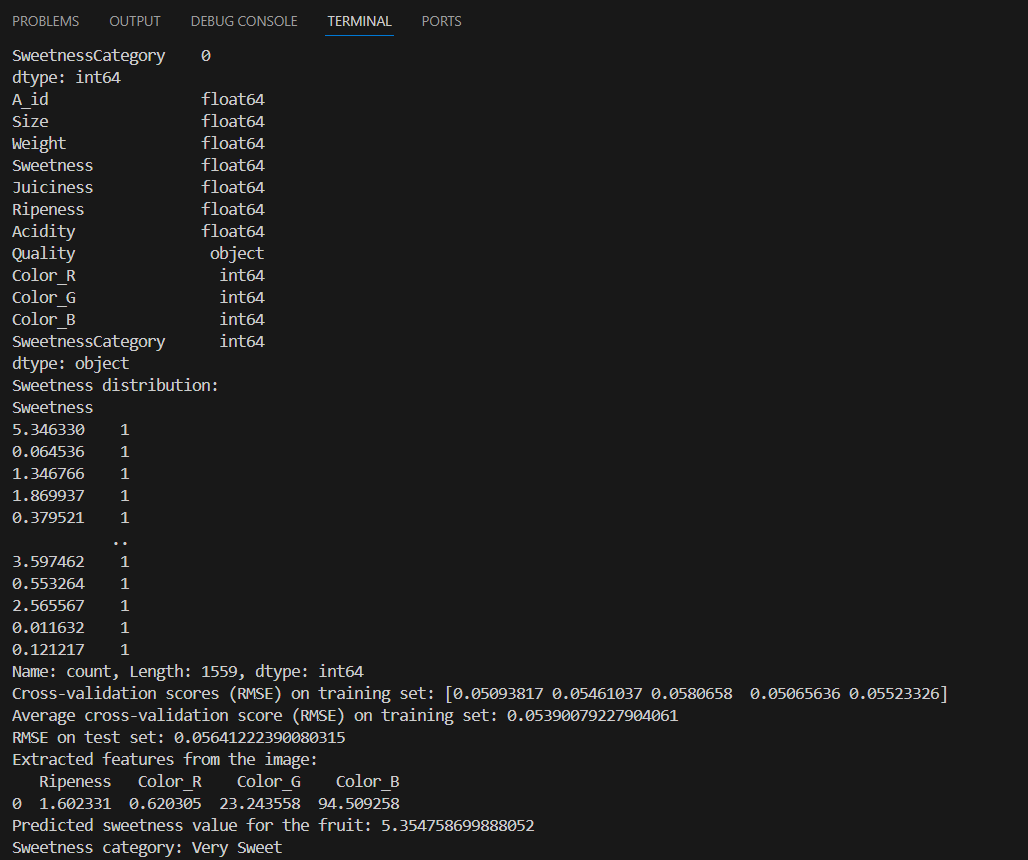 PROBLEMS OUTPUT DEBUG CONSOLE TERMINAL PORTS
SweetnessCategory    0
dtype: int64
A_id                 float64
Size                 float64
Weight               float64
Sweetness            float64
Juiciness            float64
Ripeness             float64
Acidity              float64
Quality               object
Color_R                int64
Color_G                int64
Color_B                int64
SweetnessCategory      int64
dtype: object
Sweetness distribution:
Sweetness
5.346330    1
0.064536    1
1.346766    1
1.869937    1
0.379521    1
           ..
3.597462    1
0.553264    1
2.565567    1
0.011632    1
0.121217    1
Name: count, Length: 1559, dtype: int64
Cross-validation scores (RMSE) on training set: [0.05093817 0.05461037 0.0580658  0.05065636 0.05523326]
Average cross-validation score (RMSE) on training set: 0.05390079227904061
RMSE on test set: 0.05641222390080315
Extracted features from the image:
   Ripeness   Color_R    Color_G    Color_B
0  1.602331  0.620305  23.243558  94.509258
Predicted sweetness value for the fruit: 5.354758699888052
Sweetness category: Very Sweet